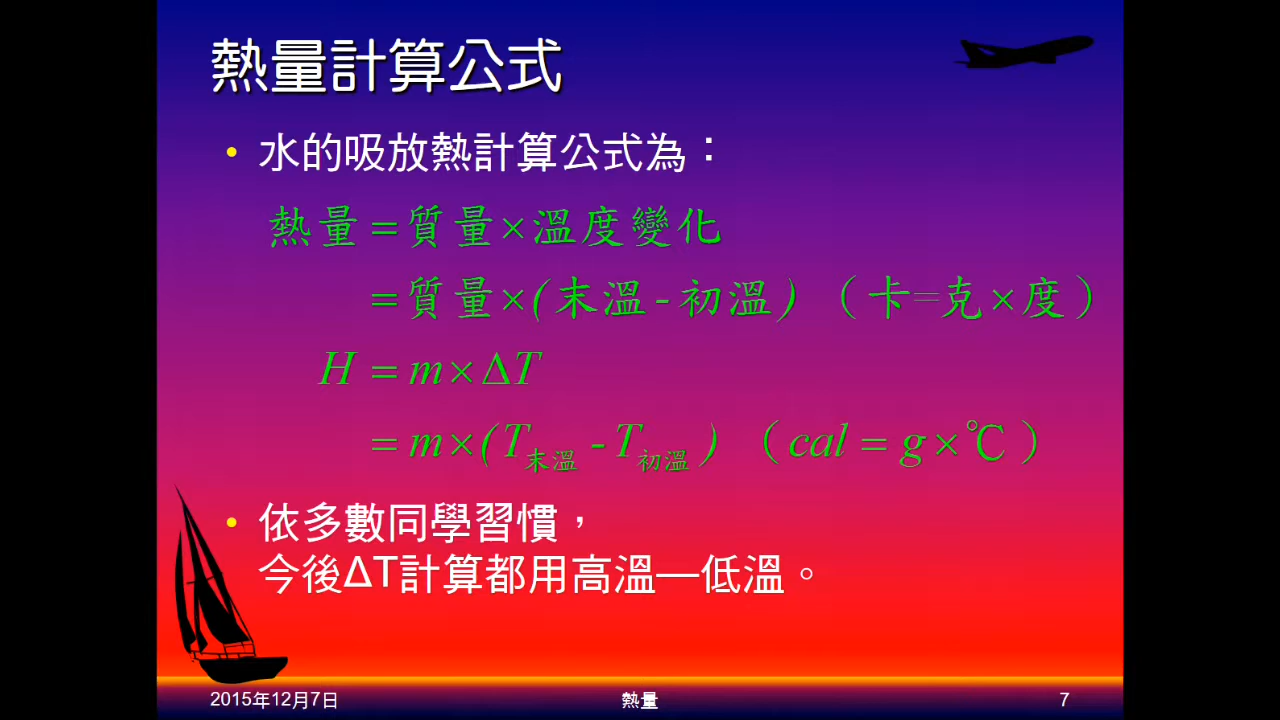 熱量計算公式
• 水的吸放熱計算公式為：
熱量=質量×溫度變化
=質量×(末溫-初溫)（卡=克×度）
H=m×ΔT
=m×(T末溫-T初溫)（cal=g×℃）
• 依多數同學習慣，
今後ΔT計算都用高溫—低溫。
2015年12月7日 熱量 7